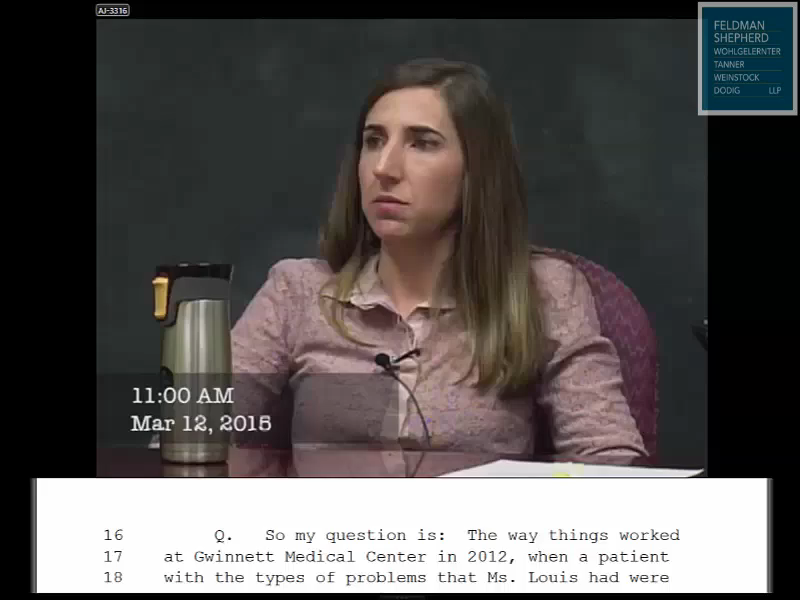 AJ-3316
FELDMAN
SHEPHERD
WOHLGELERNTER
TANNER
WEINSTOCK
DODIG LLP
11:00 AM
Mar 12, 2015
16 Q. So my question is: The way things worked
17 at Gwinnett Medical Center in 2012, when a patient
18 with the types of problems that Ms. Louis had were